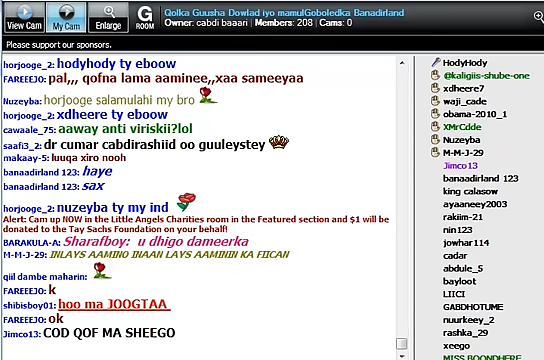 View Cam
My Cam
Enlarge
G
ROOM
Qolka Guusha Dowlad iyo mamulGoboledka Banadirland
Owner: cabdi baaari | Members: 208 | Cams: 0
Please support our sponsors.
horjooge_2: hodyhody ty eboow
FAREEEJO: pal,,, qofna lama aaminee,,xaa sameeyaa
Nuzeyba: horjooge salamulahi my bro
horjooge_2: xdheere ty eboow
cawaale_75: aaway anti viriskii?lol
saafi3_2: dr cumar cabdirashiid oo guuleystey
makaay-5: luuqa xiro nooh
banaadirland 123: haye
banaadirland 123: sax
horjooge_2: nuzeyba ty my ind
Alert: Cam up NOW in the Little Angels Charities room in the Featured section and $1 will be
donated to the Tay Sachs Foundation on your behalf!
BARAKULA-A: Sharafboy: u dhigo dameerka
M-M-J-29: INLAYS AAMINO INAAN LAYS AAMININ KA FIICAN
qiil dambe maharin:
FAREEEJO: k
shibisboy01: hoo ma JOOGTAA
FAREEEJO: ok
Jimco13: COD QOF MA SHEEGO
HodyHody
@kaligiis-shube-one
xdheere7
waji_cade
obama-2010_1
XMrCdde
Nuzeyba
M-M-J-29
Jimco13
banaadirland 123
king calasow
ayaaneey2003
rakiim-21
nin123
jowhar114
cadar
abdule_5
bayloot
LIICI
GABDHOTUME
nuurkeey_2
rashka_29
xeego
MISS BOONDHERE